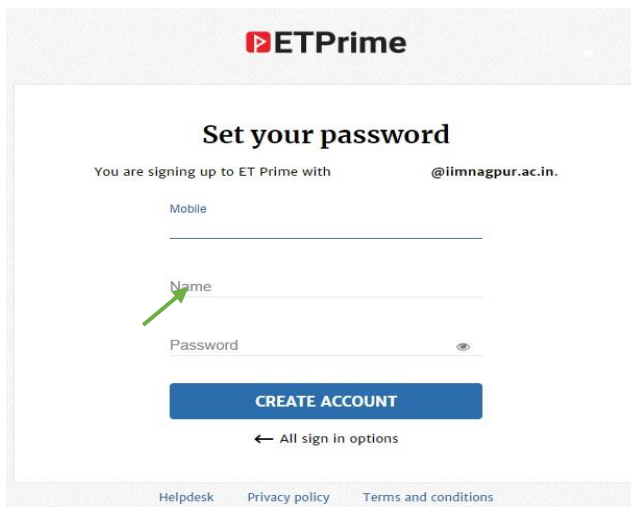 ETPrime
Set your password
You are signing up to ET Prime with @iimnagpur.ac.in.
Mobile
Name
Password
CREATE ACCOUNT
← All sign in options
Helpdesk Privacy policy Terms and conditions